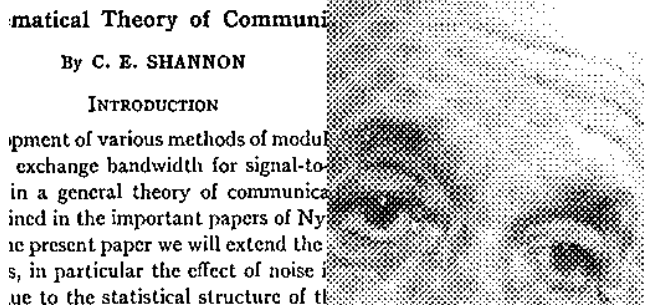 matical Theory of Communi
By C. E. SHANNON
INTRODUCTION
pment of various methods of modul
exchange bandwidth for signal-to-
in a general theory of communica
ined in the important papers of Ny
e present paper we will extend the
s, in particular the effect of noise i
ue to the statistical structure of th